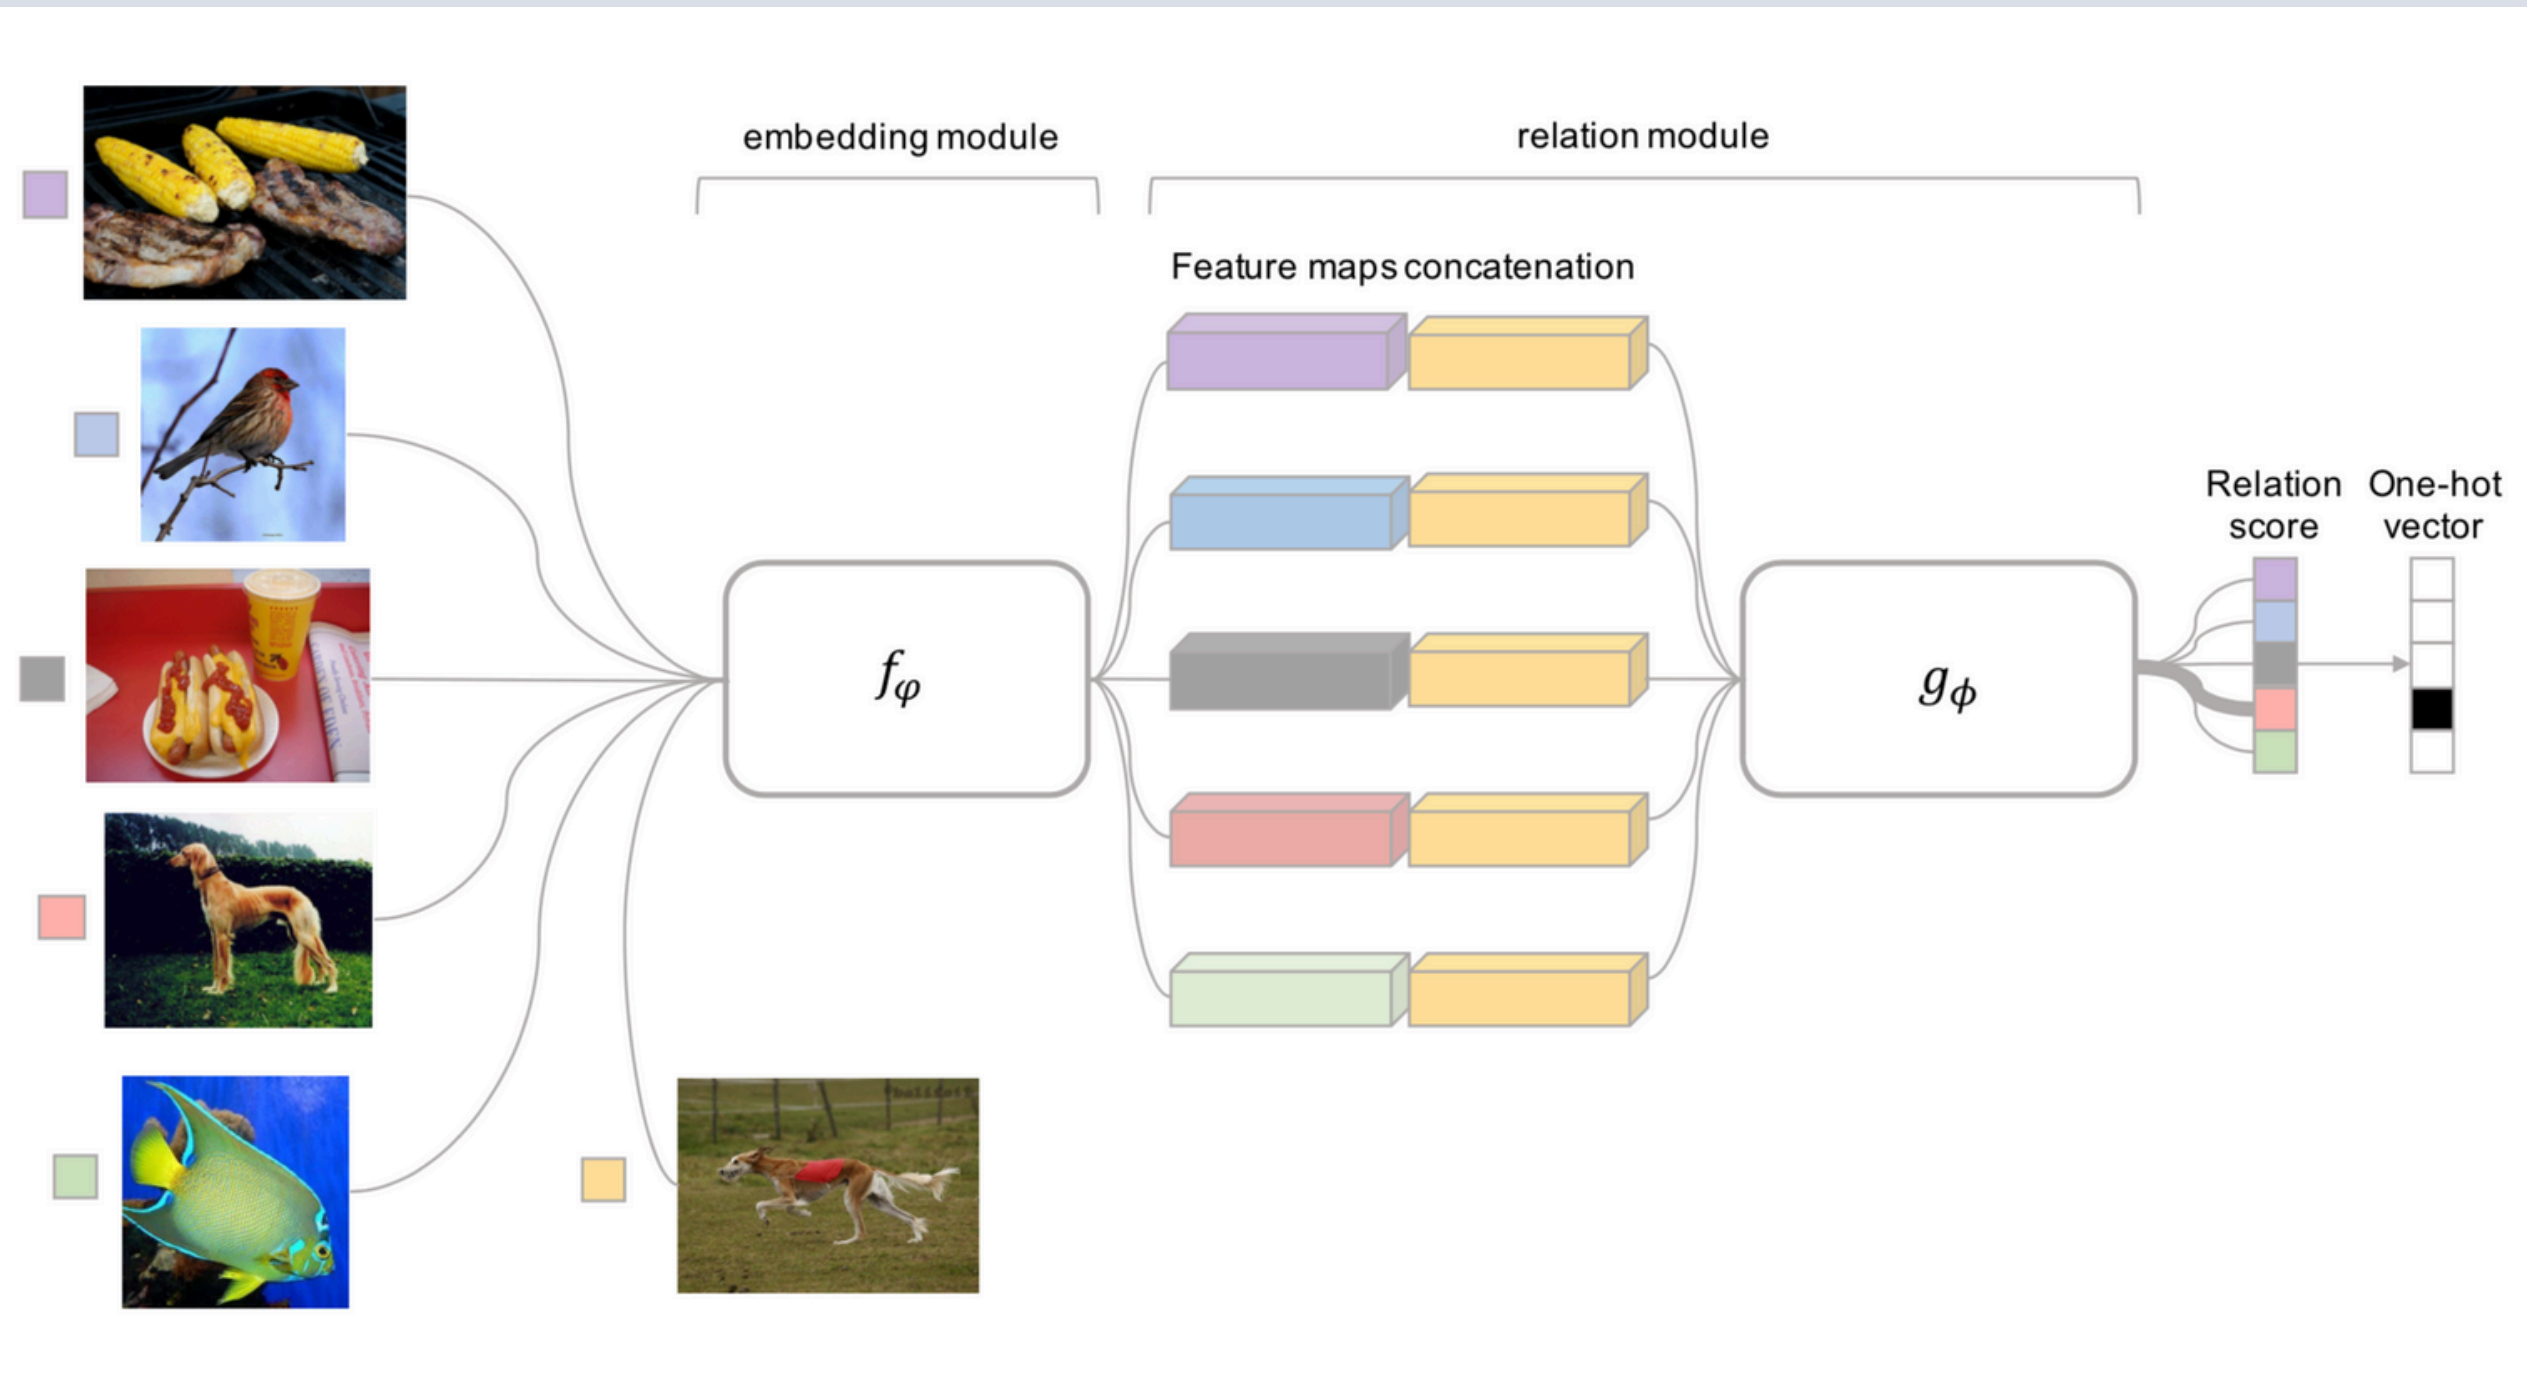 embedding module
relation module
Feature maps concatenation
fφ
gϕ
Relation score
One-hot vector